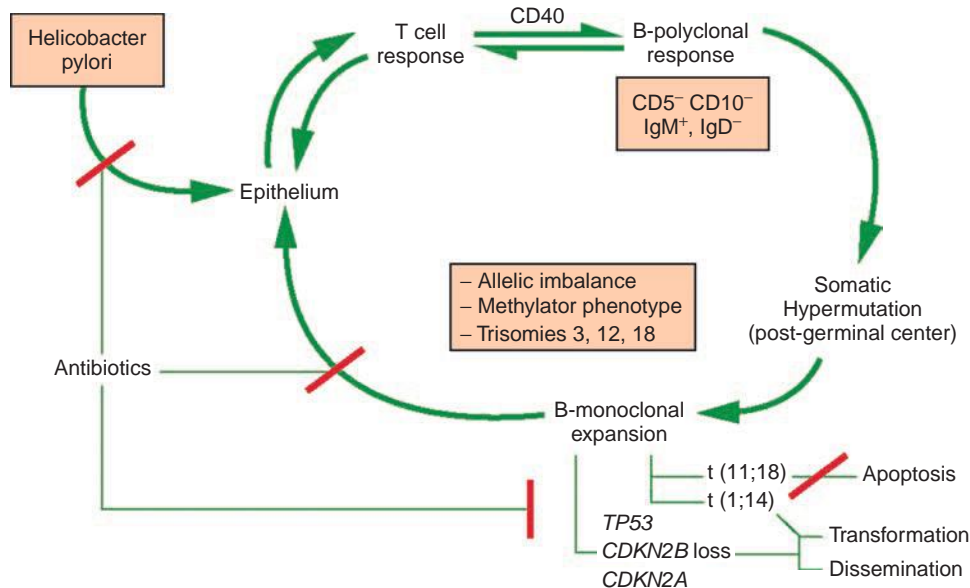 Helicobacter
pylori
T cell
response
CD40
B-polyclonal
response
CD5⁻ CD10⁻
IgM⁺, IgD⁻
Epithelium
– Allelic imbalance
– Methylator phenotype
– Trisomies 3, 12, 18
Somatic
Hypermutation
(post-germinal center)
Antibiotics
B-monoclonal
expansion
t (11;18)
Apoptosis
t (1;14)
TP53
CDKN2B loss
CDKN2A
Transformation
Dissemination